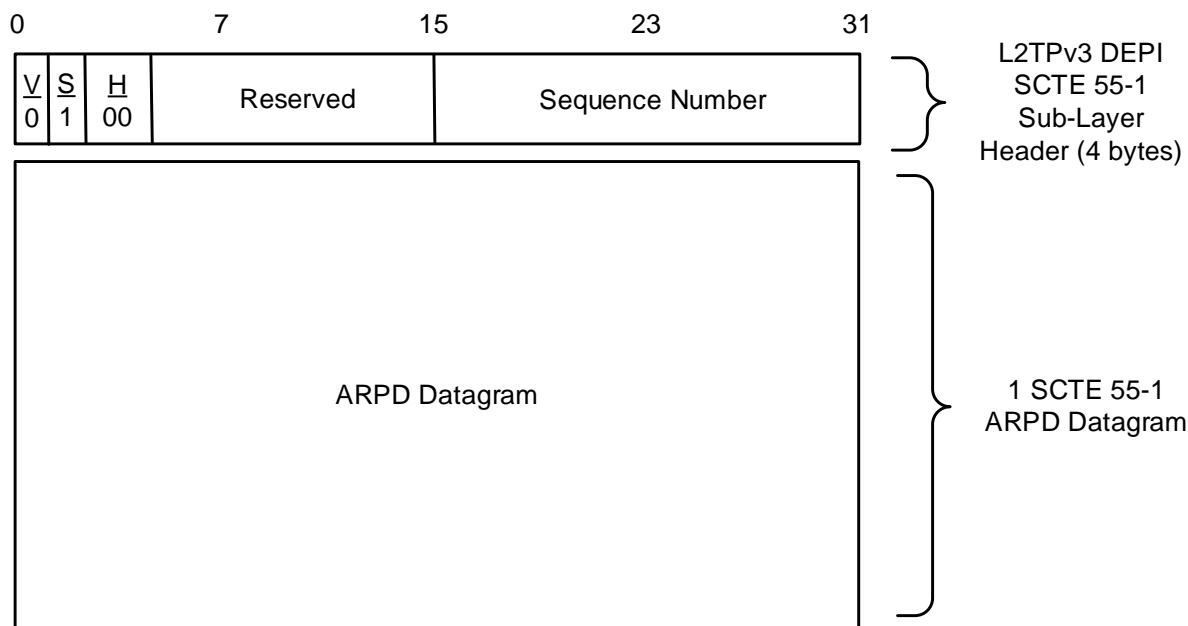 0 7 15 23 31
V S H
0 1 00
Reserved
Sequence Number
L2TPv3 DEPI
SCTE 55-1
Sub-Layer
Header (4 bytes)
ARPD Datagram
1 SCTE 55-1
ARPD Datagram